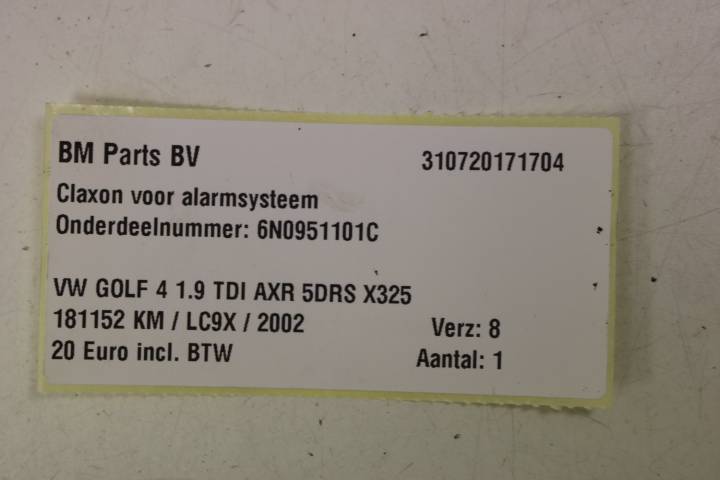 BM Parts BV 310720171704
Claxon voor alarmsysteem
Onderdeelnummer: 6N0951101C
VW GOLF 4 1.9 TDI AXR 5DRS X325
181152 KM / LC9X / 2002 Verz: 8
20 Euro incl. BTW Aantal: 1